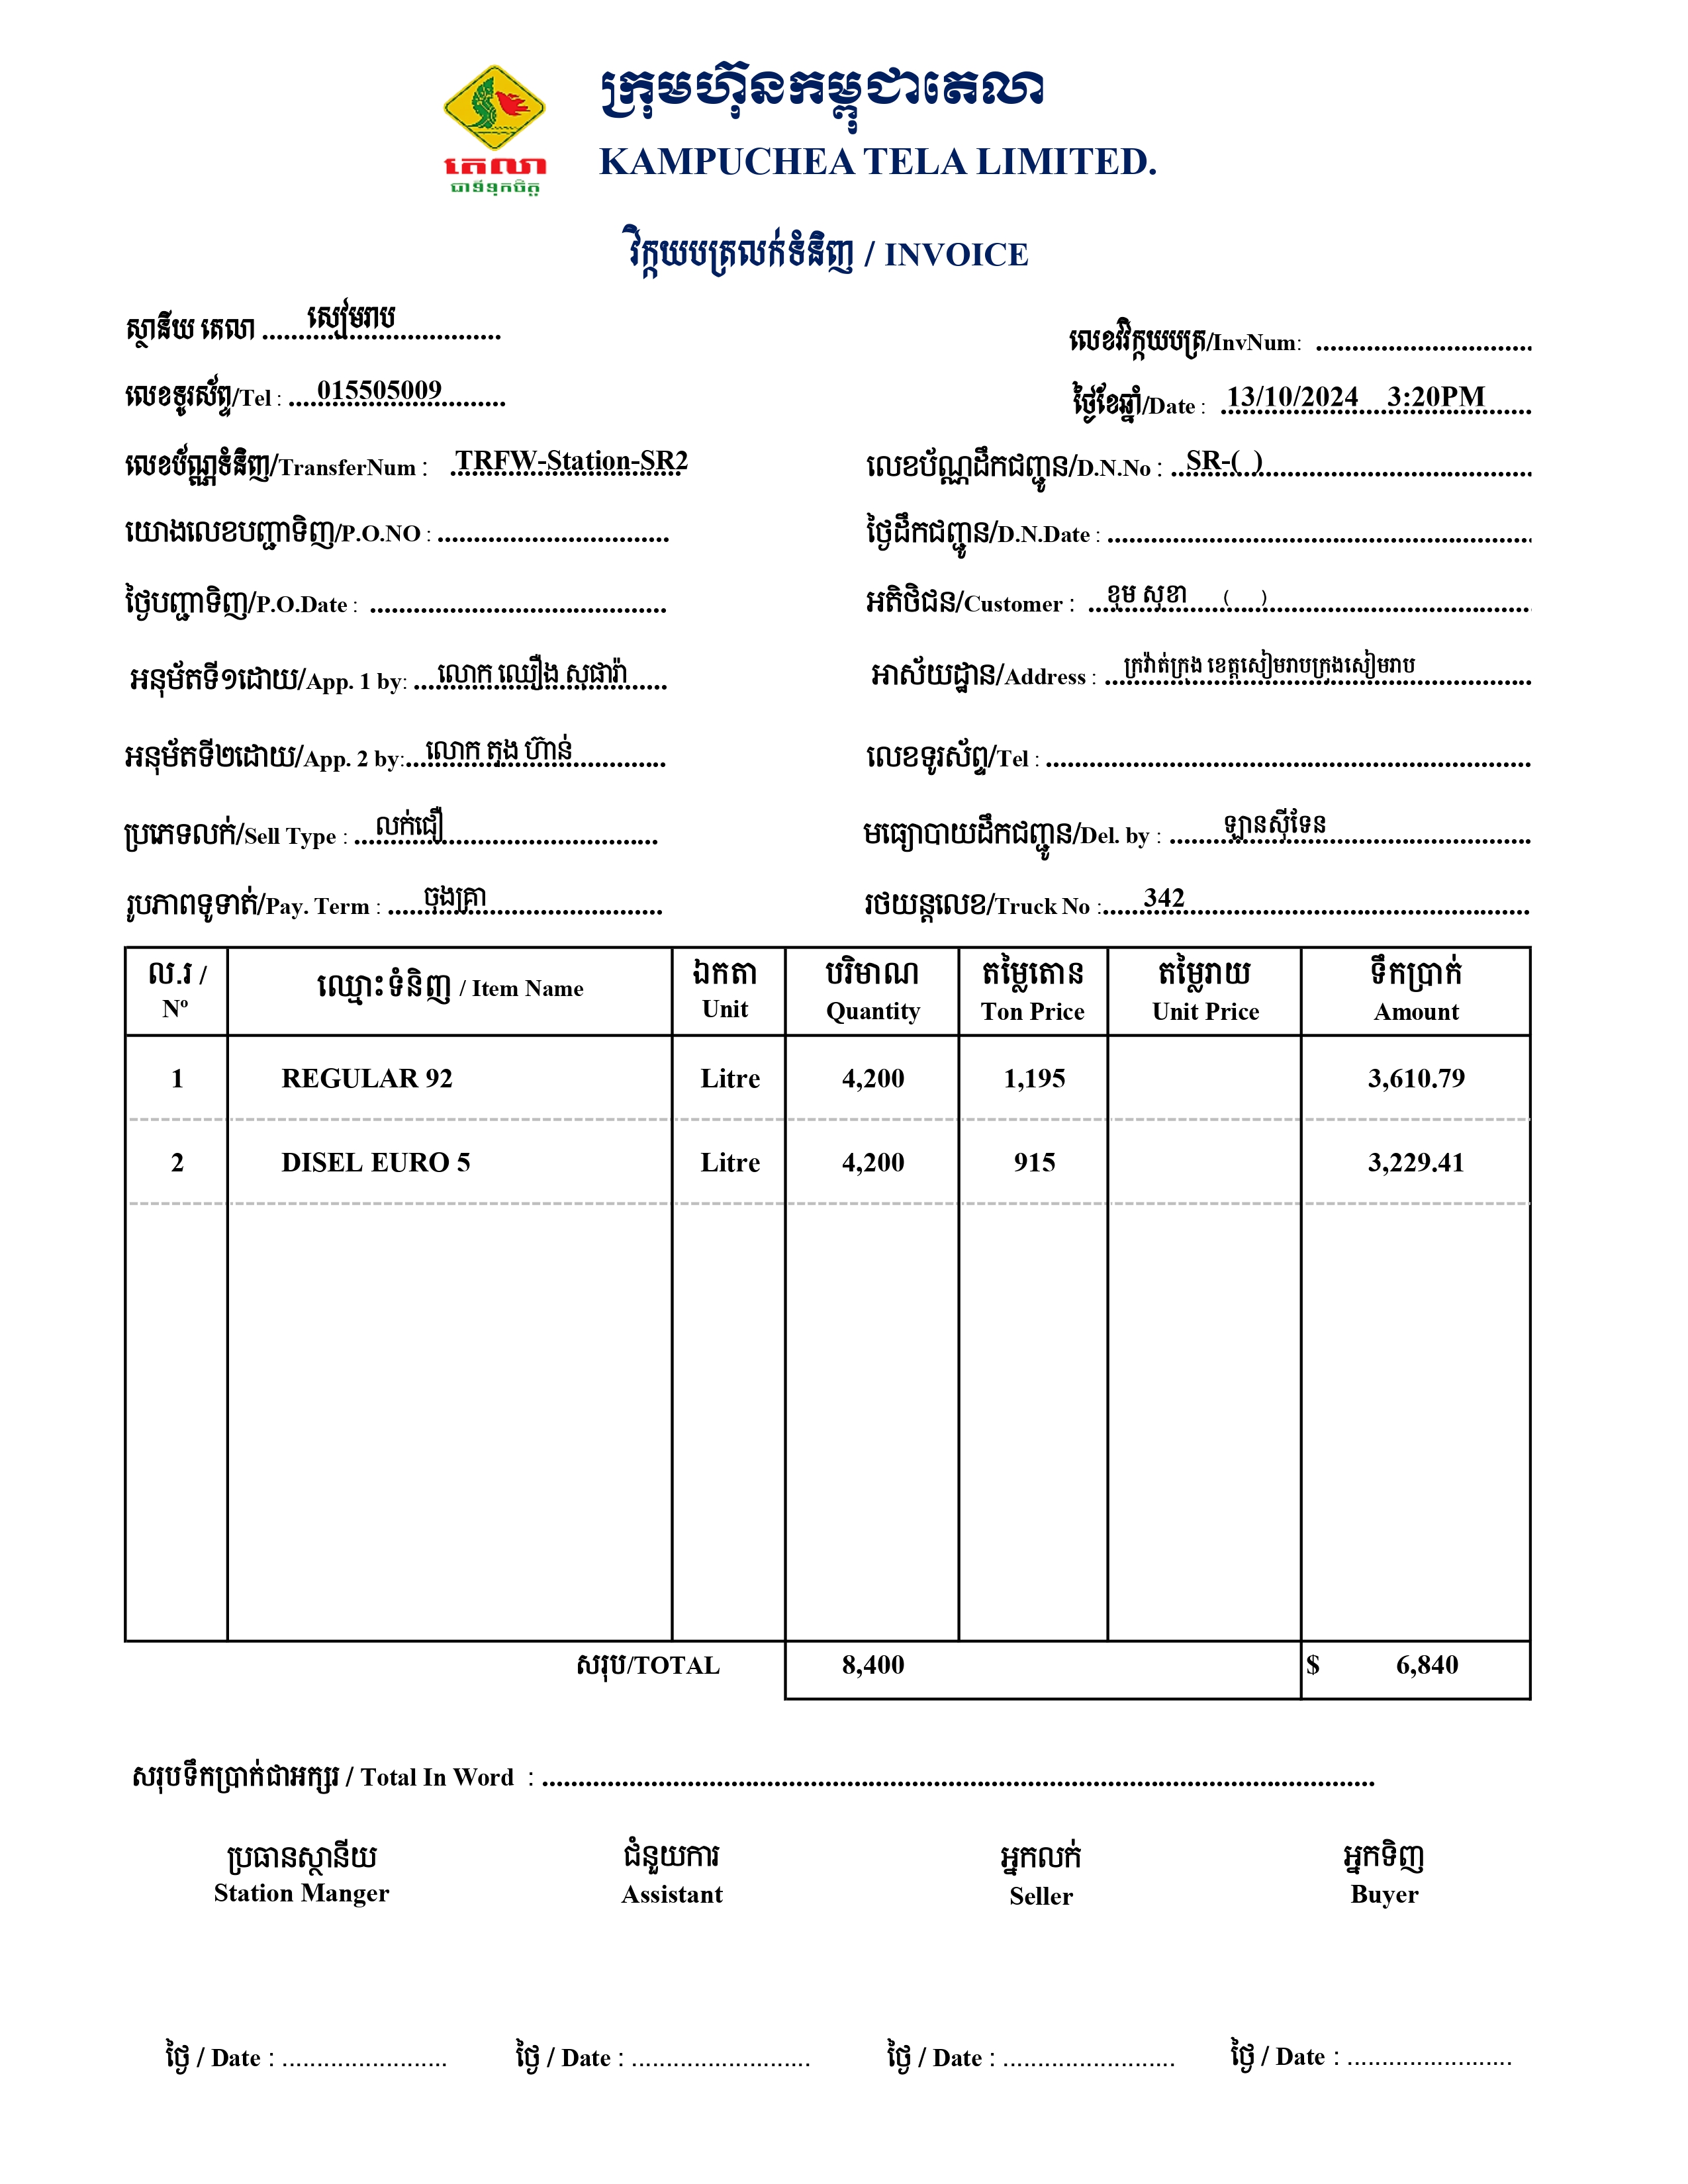 ក្រុមហ៊ុនកម្ពុជាតេលា
តេលា
ជាទីទុកចិត្ត
KAMPUCHEA TELA LIMITED.
វិក្កយបត្រលក់ទំនិញ / INVOICE
ស្ថានីយ តេលា .................................. សៀមរាប
លេខវិក្កយបត្រ/InvNum: ..............................
លេខទូរស័ព្ទ/Tel : 015505009
ថ្ងៃខែឆ្នាំ/Date : 13/10/2024 3:20PM
លេខប័ណ្ណទំនិញ/TransferNum : TRFW-Station-SR2
លេខប័ណ្ណដឹកជញ្ជូន/D.N.No : SR-( )
យោងលេខបញ្ជាទិញ/P.O.NO : ................................
ថ្ងៃដឹកជញ្ជូន/D.N.Date : ..........................................................
ថ្ងៃបញ្ជាទិញ/P.O.Date : .........................................
អតិថិជន/Customer : ខុម សុខា ( )
អនុម័តទី១ដោយ/App. 1 by: លោក ឈឿង សុផារ៉ា
អាស័យដ្ឋាន/Address : ក្រវ៉ាត់ក្រុង ខេត្តសៀមរាបក្រុងសៀមរាប
អនុម័តទី២ដោយ/App. 2 by: លោក តុង ហ៊ាន់
លេខទូរស័ព្ទ/Tel : ...................................................................
ប្រភេទលក់/Sell Type : លក់ជឿ
មធ្យោបាយដឹកជញ្ជូន/Del. by : ឡានស៊ីទែន
រូបភាពទូទាត់/Pay. Term : ចុងគ្រា
រថយន្តលេខ/Truck No : 342
ល.រ / ឈ្មោះទំនិញ / Item Name ឯកតា បរិមាណ តម្លៃតោន តម្លៃរាយ ទឹកប្រាក់
Nº Unit Quantity Ton Price Unit Price Amount
1 REGULAR 92 Litre 4,200 1,195 3,610.79
2 DISEL EURO 5 Litre 4,200 915 3,229.41
សរុប/TOTAL 8,400 $ 6,840
សរុបទឹកប្រាក់ជាអក្សរ / Total In Word : ..................................................................................................................
ប្រធានស្ថានីយ ជំនួយការ អ្នកលក់ អ្នកទិញ
Station Manger Assistant Seller Buyer
ថ្ងៃ / Date : ........................ ថ្ងៃ / Date : .......................... ថ្ងៃ / Date : ......................... ថ្ងៃ / Date : ........................